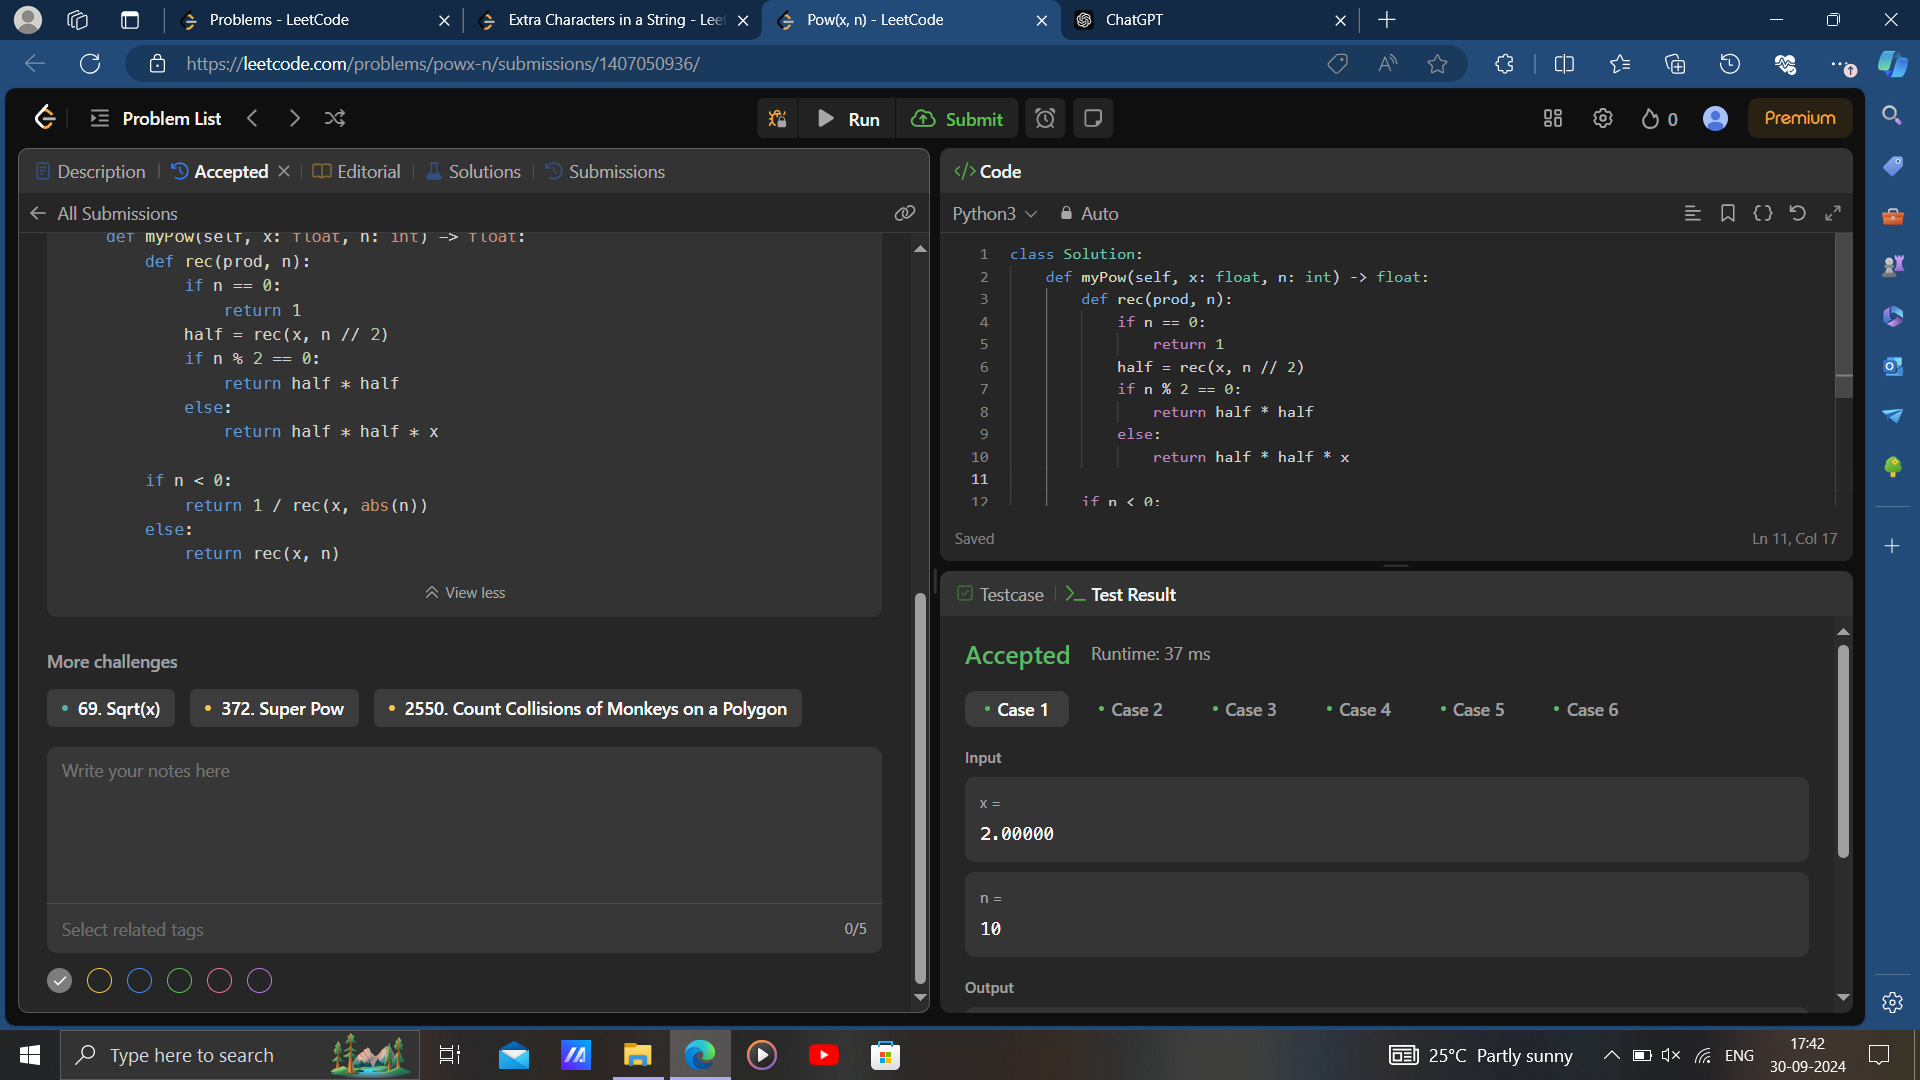 Problems - LeetCode
Extra Characters in a String - Leet
Pow(x, n) - LeetCode
ChatGPT
https://leetcode.com/problems/powx-n/submissions/1407050936/
Problem List
Run
Submit
0
Premium
Description
Accepted
Editorial
Solutions
Submissions
All Submissions
def myPow(self, x: float, n: int) -> float:
def rec(prod, n):
if n == 0:
return 1
half = rec(x, n // 2)
if n % 2 == 0:
return half * half
else:
return half * half * x
if n < 0:
return 1 / rec(x, abs(n))
else:
return rec(x, n)
View less
More challenges
69. Sqrt(x)
372. Super Pow
2550. Count Collisions of Monkeys on a Polygon
Write your notes here
Select related tags
0/5
</> Code
Python3
Auto
1 class Solution:
2 def myPow(self, x: float, n: int) -> float:
3 def rec(prod, n):
4 if n == 0:
5 return 1
6 half = rec(x, n // 2)
7 if n % 2 == 0:
8 return half * half
9 else:
10 return half * half * x
11
12 if n < 0:
Saved
Ln 11, Col 17
Testcase
Test Result
Accepted
Runtime: 37 ms
Case 1
Case 2
Case 3
Case 4
Case 5
Case 6
Input
x =
2.00000
n =
10
Output
Type here to search
25°C Partly sunny
ENG
17:42
30-09-2024